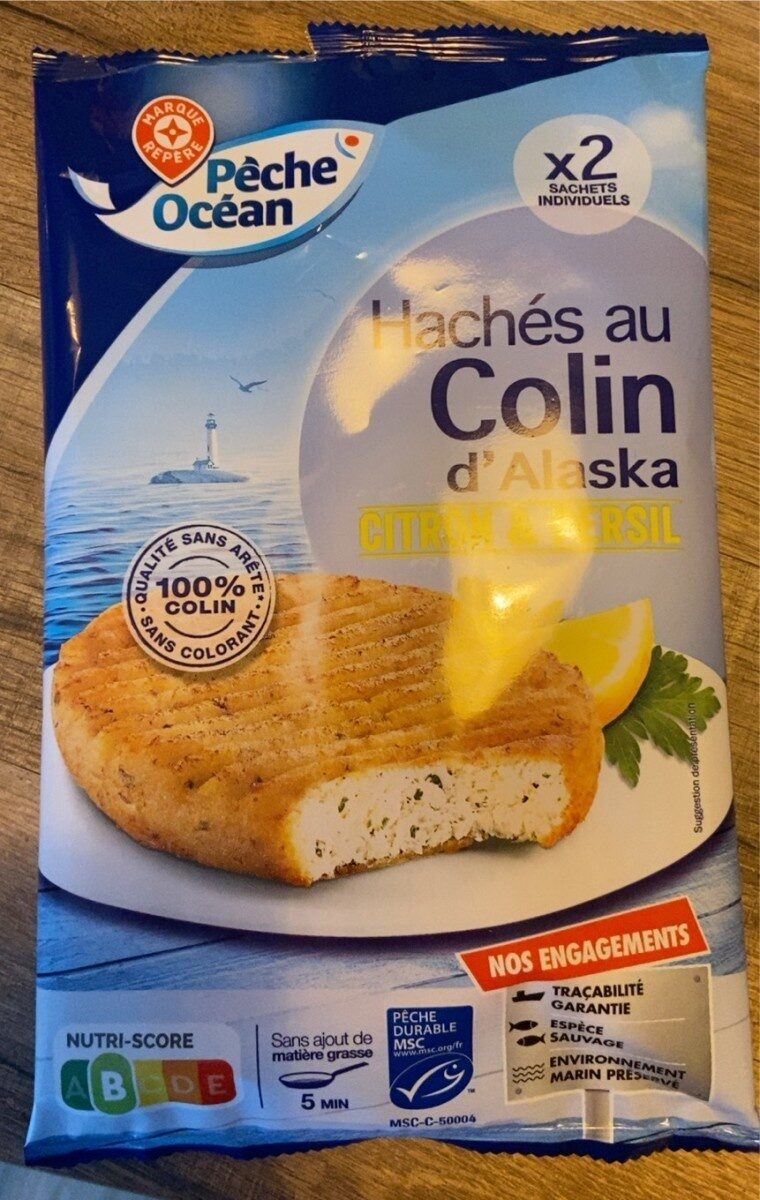 MARQUE
REPÈRE
Pêche
Océan
x2
SACHETS
INDIVIDUELS
Hachés au
Colin
d'Alaska
CITRON & PERSIL
QUALITÉ SANS ARÊTE
100%
COLIN
SANS COLORANT
Suggestion de présentation
NOS ENGAGEMENTS
TRAÇABILITÉ
GARANTIE
ESPÈCE
SAUVAGE
ENVIRONNEMENT
MARIN PRÉSERVÉ
NUTRI-SCORE
A B C D E
Sans ajout de
matière grasse
5 MIN
PÊCHE
DURABLE
MSC
www.msc.org/fr
TM
MSC-C-50004